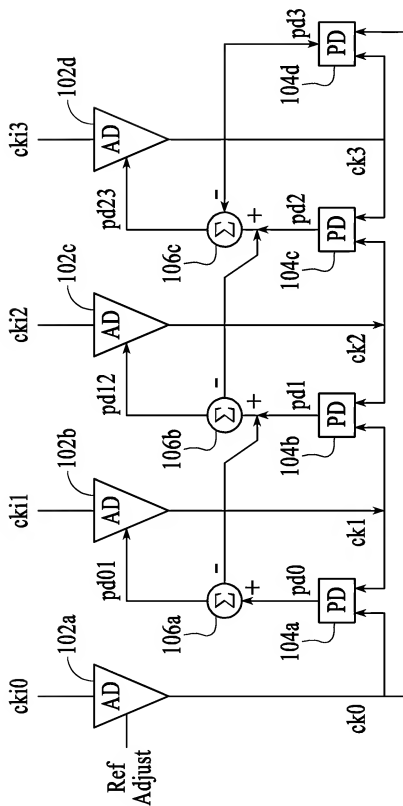 cki0
cki1
cki2
cki3
102a
102b
102c
102d
AD
AD
AD
AD
Ref
Adjust
pd01
pd12
pd23
-
-
-
Σ
Σ
Σ
106a
106b
106c
+
+
+
pd0
pd1
pd2
pd3
PD
PD
PD
PD
104a
104b
104c
104d
ck0
ck1
ck2
ck3